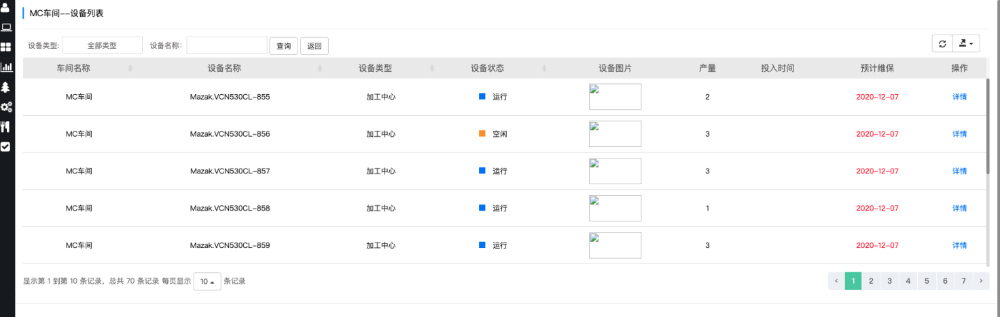 MC车间--设备列表
设备类型: 全部类型 设备名称: 查询 返回
车间名称 设备名称 设备类型 设备状态 设备图片 产量 投入时间 预计维保 操作
MC车间 Mazak.VCN530CL-855 加工中心 运行 2 2020-12-07 详情
MC车间 Mazak.VCN530CL-856 加工中心 空闲 3 2020-12-07 详情
MC车间 Mazak.VCN530CL-857 加工中心 运行 3 2020-12-07 详情
MC车间 Mazak.VCN530CL-858 加工中心 运行 1 2020-12-07 详情
MC车间 Mazak.VCN530CL-859 加工中心 运行 3 2020-12-07 详情
显示第 1 到第 10 条记录，总共 70 条记录 每页显示 10 条记录 ‹ 1 2 3 4 5 6 7 ›